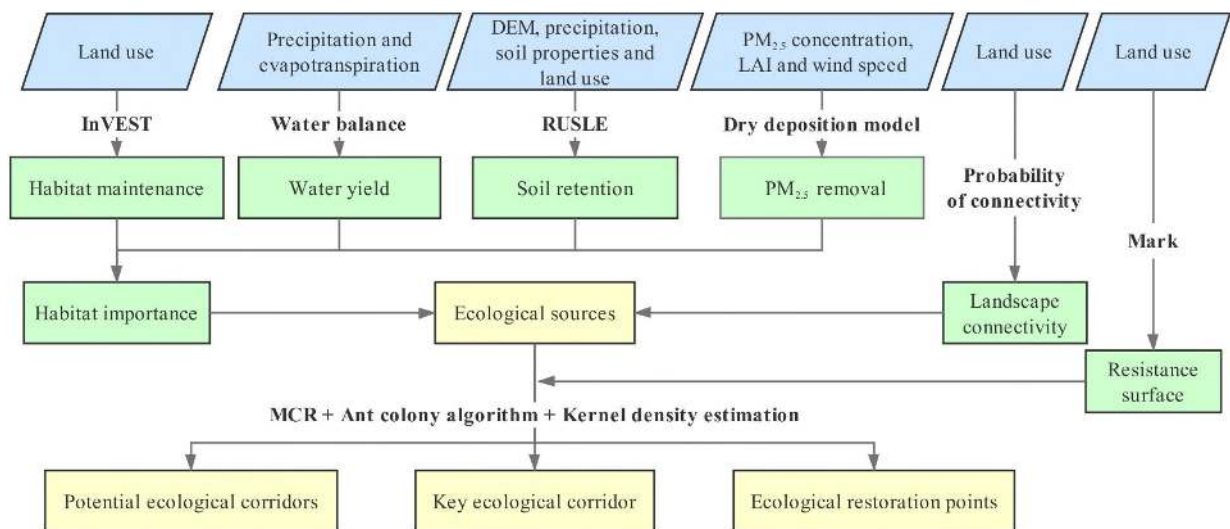 Land use
Precipitation and
evapotranspiration
DEM, precipitation,
soil properties and
land use
PM2.5 concentration,
LAI and wind speed
Land use
Land use
InVEST
Water balance
RUSLE
Dry deposition model
Habitat maintenance
Water yield
Soil retention
PM2.5 removal
Probability
of connectivity
Mark
Habitat importance
Ecological sources
Landscape
connectivity
Resistance
surface
MCR + Ant colony algorithm + Kernel density estimation
Potential ecological corridors
Key ecological corridor
Ecological restoration points